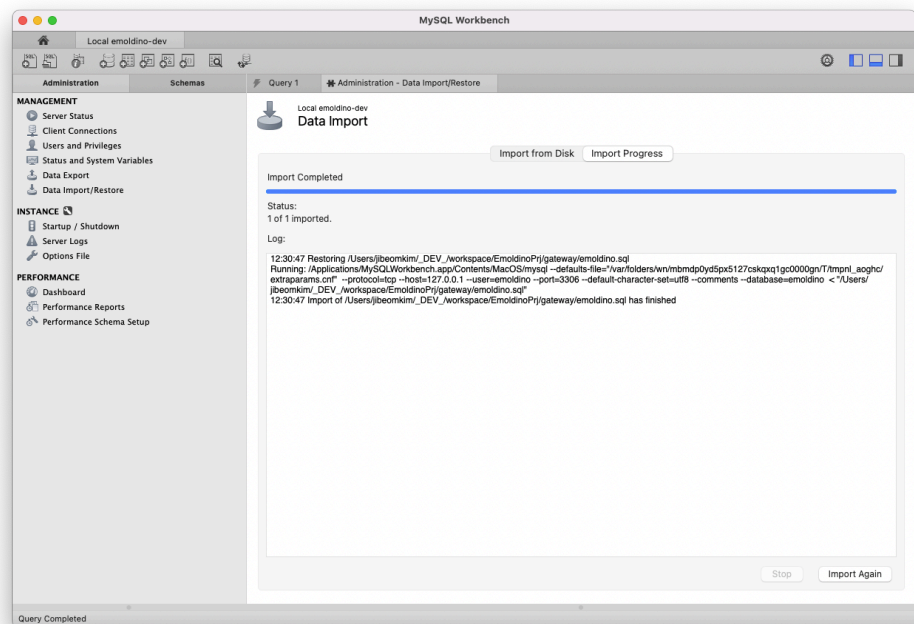 MySQL Workbench
Local emoldino-dev
Administration
Schemas
Query 1
Administration - Data Import/Restore
MANAGEMENT
Server Status
Client Connections
Users and Privileges
Status and System Variables
Data Export
Data Import/Restore
INSTANCE
Startup / Shutdown
Server Logs
Options File
PERFORMANCE
Dashboard
Performance Reports
Performance Schema Setup
Local emoldino-dev
Data Import
Import from Disk
Import Progress
Import Completed
Status:
1 of 1 imported.
Log:
12:30:47 Restoring /Users/jibeomkim/_DEV_/workspace/EmoldinoPrj/gateway/emoldino.sql
Running: /Applications/MySQLWorkbench.app/Contents/MacOS/mysql --defaults-file="/var/folders/wn/mbmdp0yd5px5127cskqxq1gc0000gn/T/tmpnl_aoghc/
extraparams.cnf"  --protocol=tcp --host=127.0.0.1 --user=emoldino --port=3306 --default-character-set=utf8 --comments --database=emoldino  < "/Users/
jibeomkim/_DEV_/workspace/EmoldinoPrj/gateway/emoldino.sql"
12:30:47 Import of /Users/jibeomkim/_DEV_/workspace/EmoldinoPrj/gateway/emoldino.sql has finished
Stop
Import Again
Query Completed